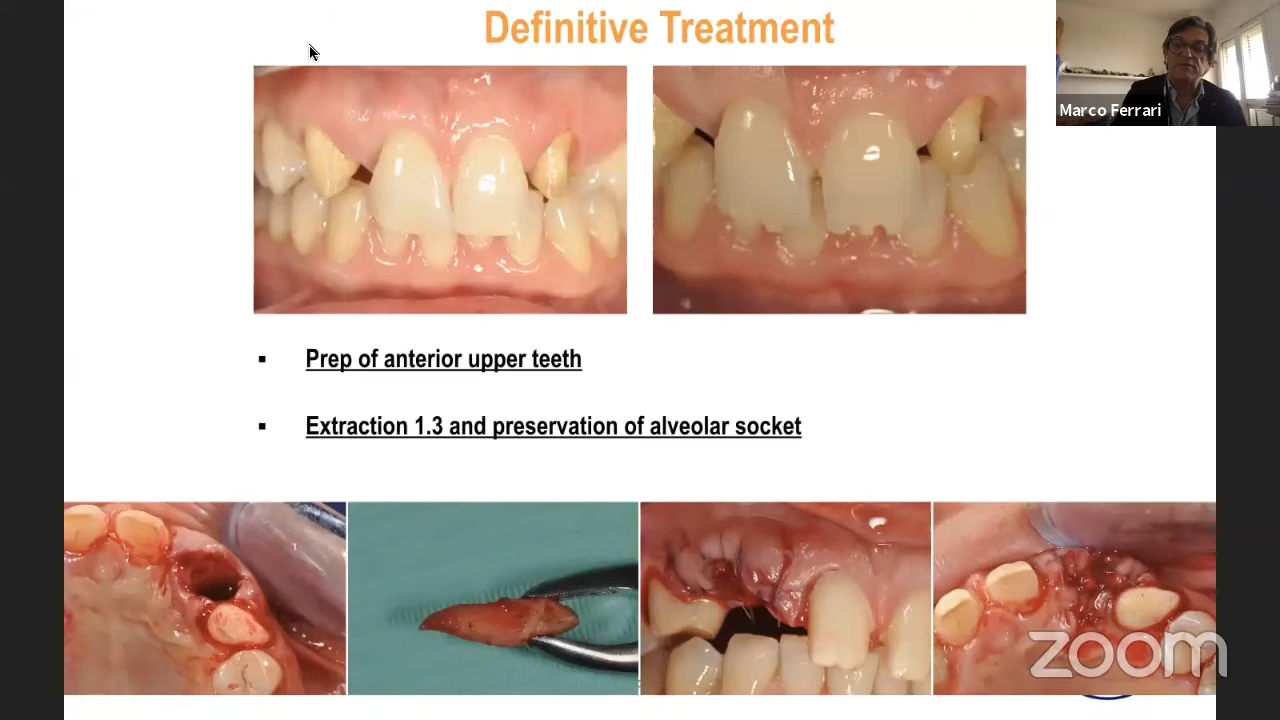 Definitive Treatment
Marco Ferrari
▪ Prep of anterior upper teeth
▪ Extraction 1.3 and preservation of alveolar socket
zoom